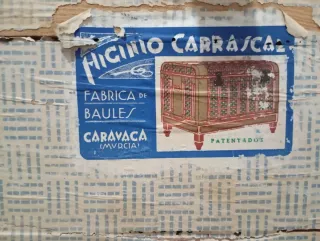 HIGINIO CARRASCAL
FABRICA DE
BAULES
CARAVACA
(MURCIA)
PATENTADOS